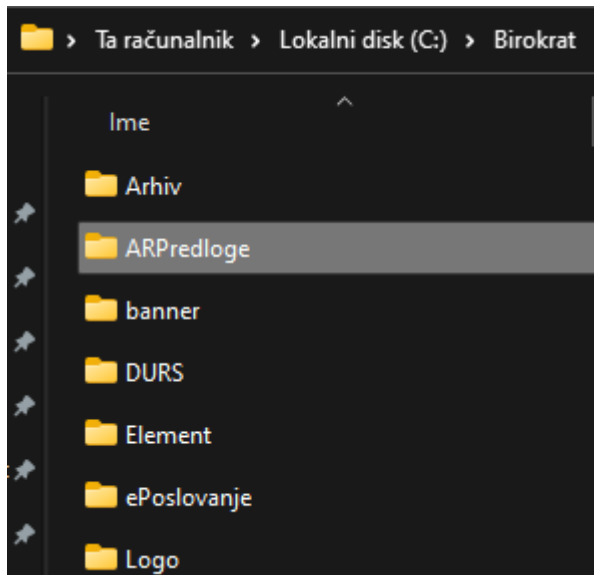 Ta računalnik > Lokalni disk (C:) > Birokrat
Ime
Arhiv
ARPredloge
banner
DURS
Element
ePoslovanje
Logo